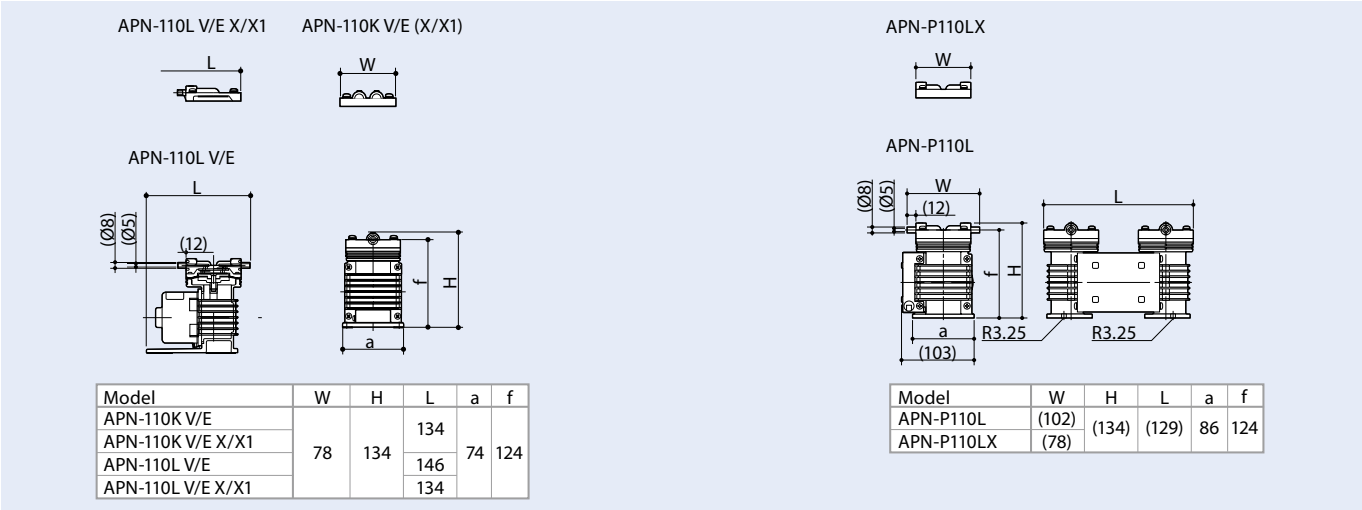 APN-110L V/E X/X1
APN-110K V/E (X/X1)
L
W
APN-110L V/E
L
(Ø8)
(Ø5)
(12)
f
H
a
Model W H L a f
APN-110K V/E 78 134 134 74 124
APN-110K V/E X/X1
APN-110L V/E 146
APN-110L V/E X/X1 134
APN-P110LX
W
APN-P110L
(Ø8)
(Ø5)
W
(12)
L
f
H
a
(103)
R3.25
R3.25
Model W H L a f
APN-P110L (102) (134) (129) 86 124
APN-P110LX (78)